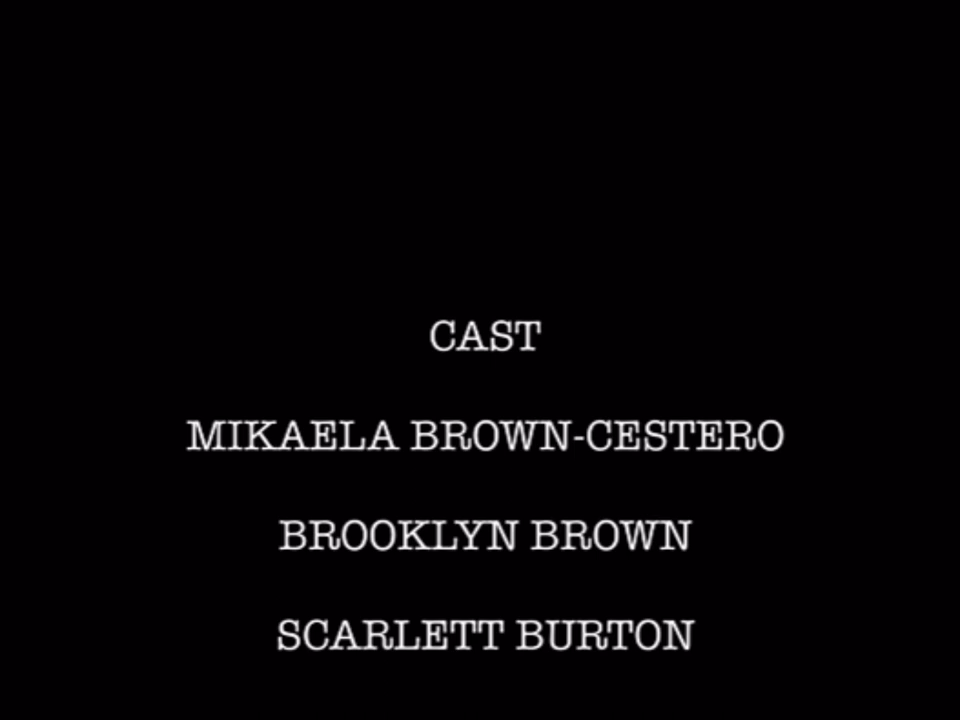 CAST
MIKAELA BROWN-CESTERO
BROOKLYN BROWN
SCARLETT BURTON